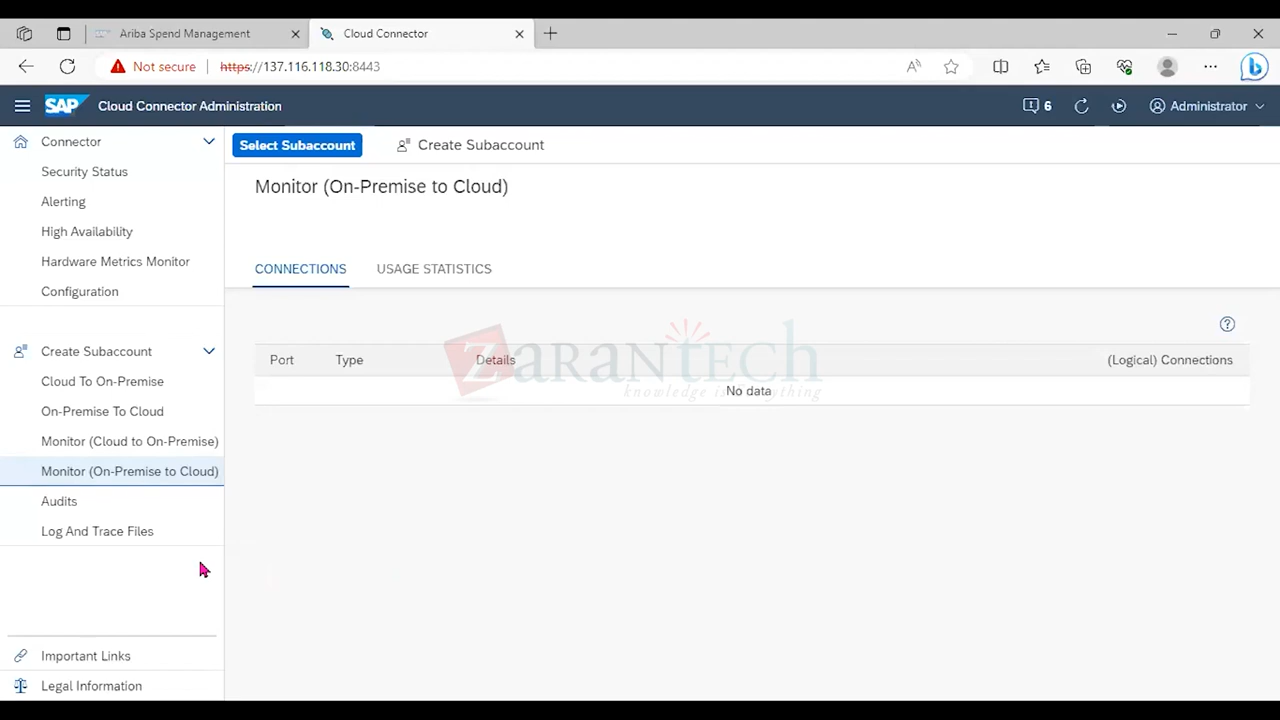 Ariba Spend Management
Cloud Connector
Not secure
https://137.116.118.30:8443
SAP
Cloud Connector Administration
6
Administrator
Connector
Security Status
Alerting
High Availability
Hardware Metrics Monitor
Configuration
Create Subaccount
Cloud To On-Premise
On-Premise To Cloud
Monitor (Cloud to On-Premise)
Monitor (On-Premise to Cloud)
Audits
Log And Trace Files
Important Links
Legal Information
Select Subaccount
Create Subaccount
Monitor (On-Premise to Cloud)
CONNECTIONS
USAGE STATISTICS
Port
Type
Details
(Logical) Connections
No data
ZaranTech
knowledge is everything